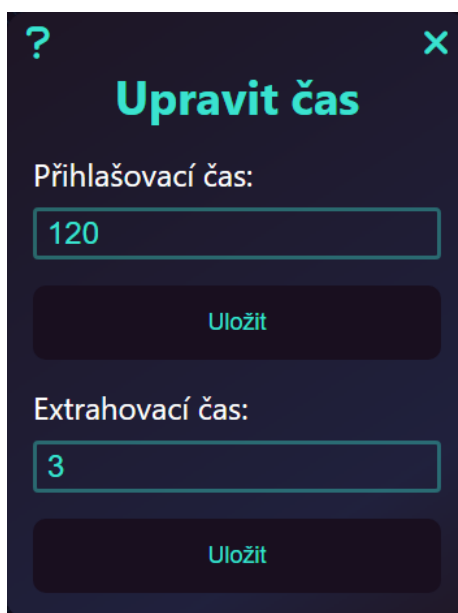 ?
×
Upravit čas
Přihlašovací čas:
120
Uložit
Extrahovací čas:
3
Uložit